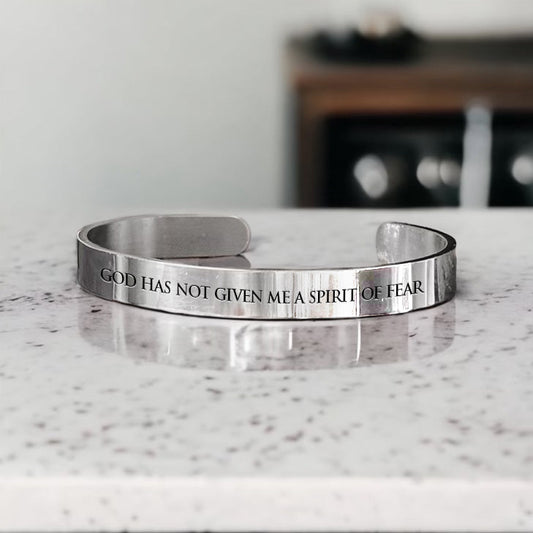 GOD HAS NOT GIVEN ME A SPIRIT OF FEAR